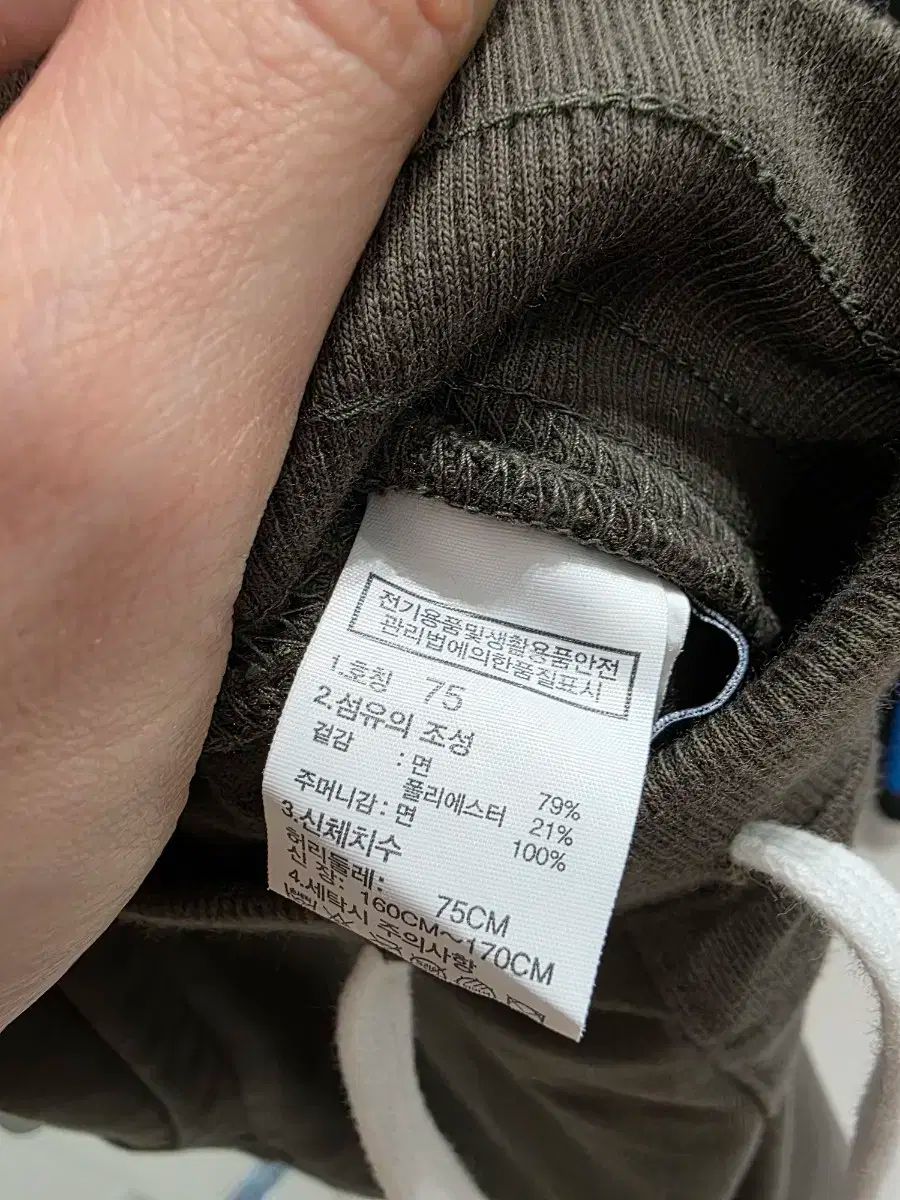 전기용품및생활용품안전
관리법에의한품질표시
1.호칭 75
2.섬유의 조성
겉감 : 면 79%
폴리에스터 21%
주머니감 : 면 100%
3.신체치수
허리둘레: 75CM
신 장: 160CM~170CM
4.세탁시 주의사항